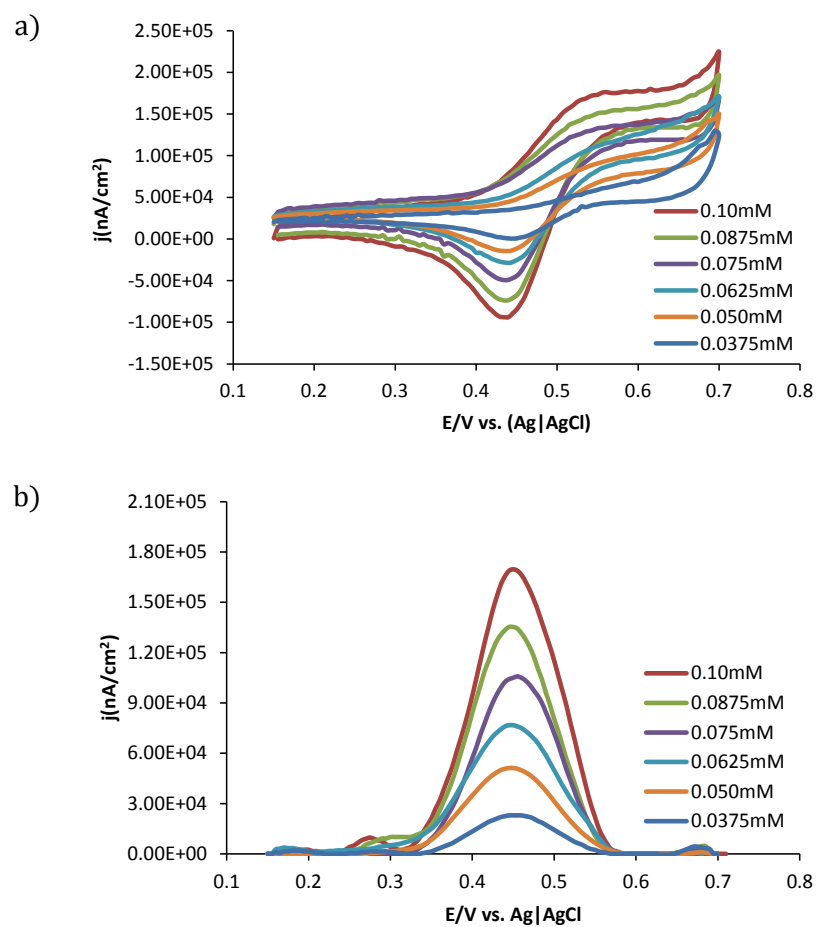 a)
2.50E+05
2.00E+05
1.50E+05
1.00E+05
5.00E+04
0.00E+00
-5.00E+04
-1.00E+05
-1.50E+05
j(nA/cm²)
0.10mM
0.0875mM
0.075mM
0.0625mM
0.050mM
0.0375mM
0.1 0.2 0.3 0.4 0.5 0.6 0.7 0.8
E/V vs. (Ag|AgCl)
b)
2.10E+05
1.80E+05
1.50E+05
1.20E+05
9.00E+04
6.00E+04
3.00E+04
0.00E+00
j(nA/cm²)
0.10mM
0.0875mM
0.075mM
0.0625mM
0.050mM
0.0375mM
0.1 0.2 0.3 0.4 0.5 0.6 0.7 0.8
E/V vs. Ag|AgCl